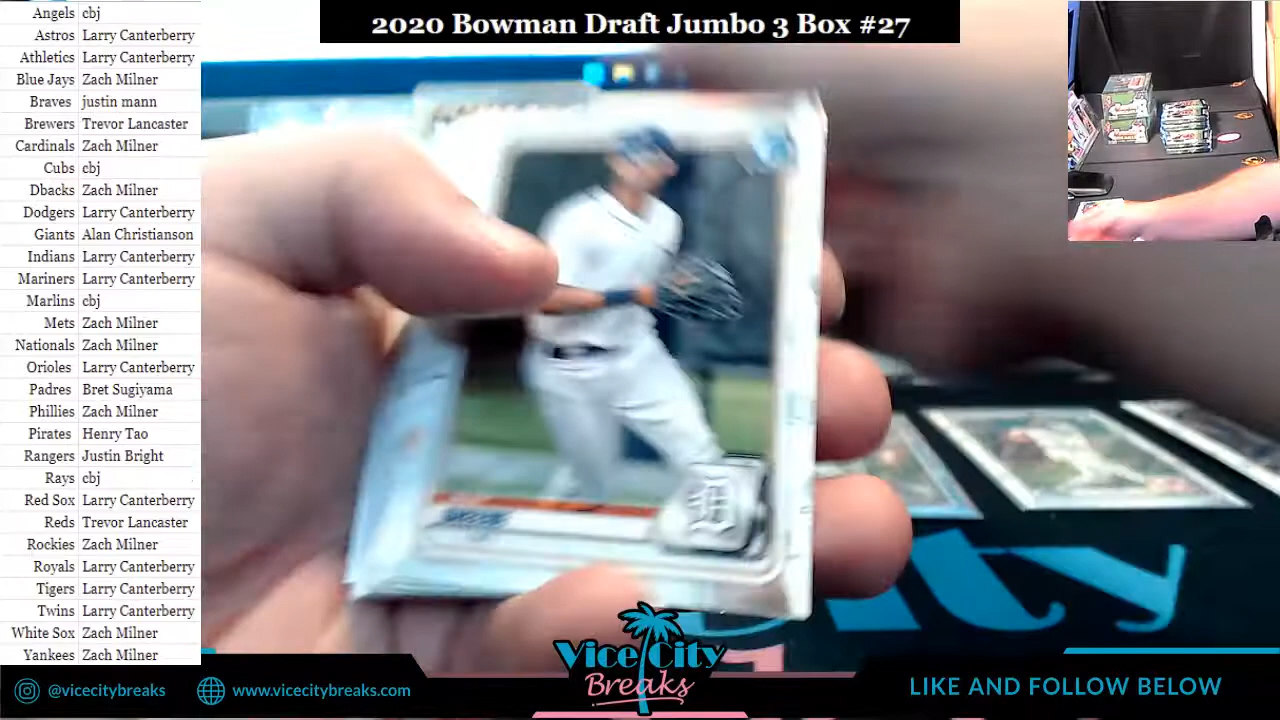 2020 Bowman Draft Jumbo 3 Box #27
Angels cbj
Astros Larry Canterberry
Athletics Larry Canterberry
Blue Jays Zach Milner
Braves justin mann
Brewers Trevor Lancaster
Cardinals Zach Milner
Cubs cbj
Dbacks Zach Milner
Dodgers Larry Canterberry
Giants Alan Christianson
Indians Larry Canterberry
Mariners Larry Canterberry
Marlins cbj
Mets Zach Milner
Nationals Zach Milner
Orioles Larry Canterberry
Padres Bret Sugiyama
Phillies Zach Milner
Pirates Henry Tao
Rangers Justin Bright
Rays cbj
Red Sox Larry Canterberry
Reds Trevor Lancaster
Rockies Zach Milner
Royals Larry Canterberry
Tigers Larry Canterberry
Twins Larry Canterberry
White Sox Zach Milner
Yankees Zach Milner
@vicecitybreaks
www.vicecitybreaks.com
Vice City
Breaks
LIKE AND FOLLOW BELOW